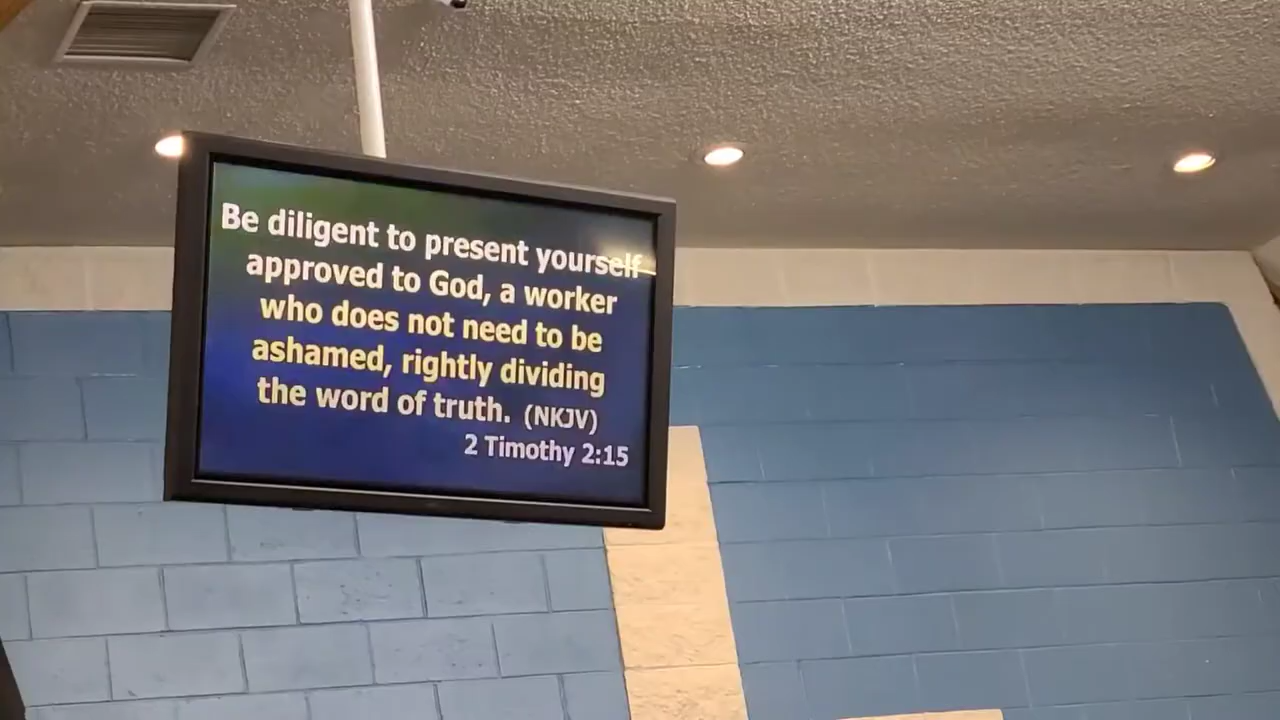 Be diligent to present yourself
approved to God, a worker
who does not need to be
ashamed, rightly dividing
the word of truth. (NKJV)
2 Timothy 2:15